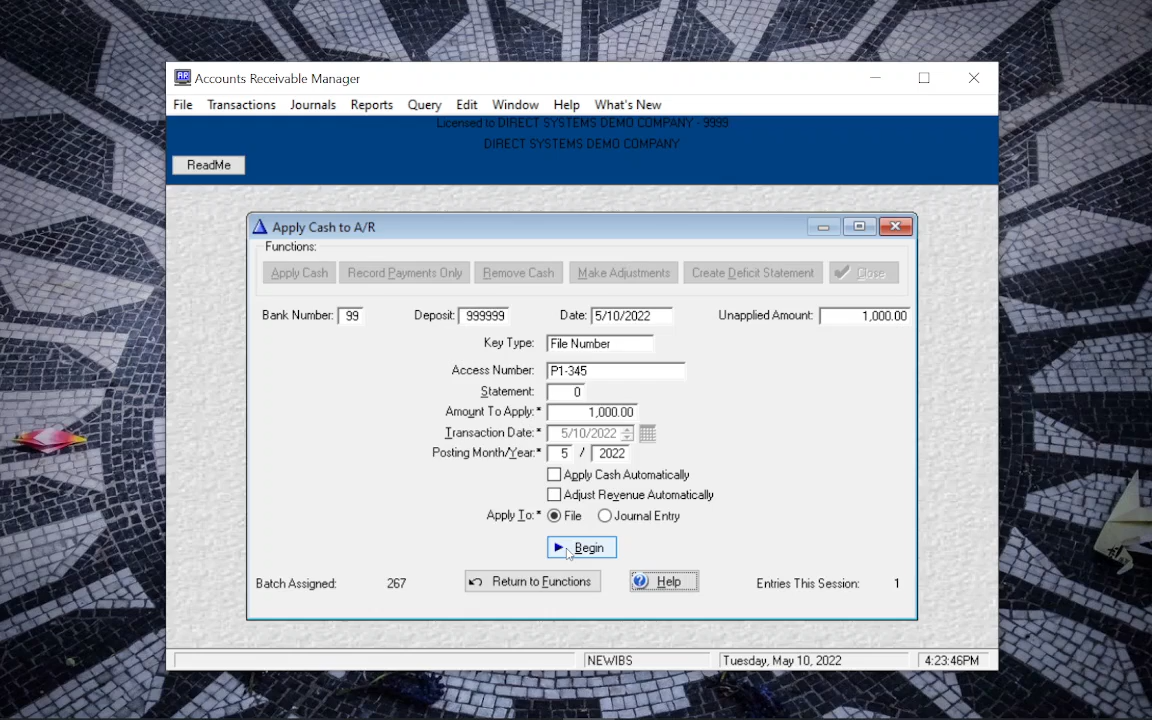 Accounts Receivable Manager
File Transactions Journals Reports Query Edit Window Help What's New
Licensed to DIRECT SYSTEMS DEMO COMPANY - 9999
DIRECT SYSTEMS DEMO COMPANY
ReadMe
Apply Cash to A/R
Functions:
Apply Cash Record Payments Only Remove Cash Make Adjustments Create Deficit Statement Close
Bank Number: 99 Deposit: 999999 Date: 5/10/2022 Unapplied Amount: 1,000.00
Key Type: File Number
Access Number: P1-345
Statement: 0
Amount To Apply:* 1,000.00
Transaction Date:* 5/10/2022
Posting Month/Year:* 5 / 2022
Apply Cash Automatically
Adjust Revenue Automatically
Apply To:* File Journal Entry
Begin
Batch Assigned: 267 Return to Functions Help Entries This Session: 1
NEWIBS Tuesday, May 10, 2022 4:23:46PM